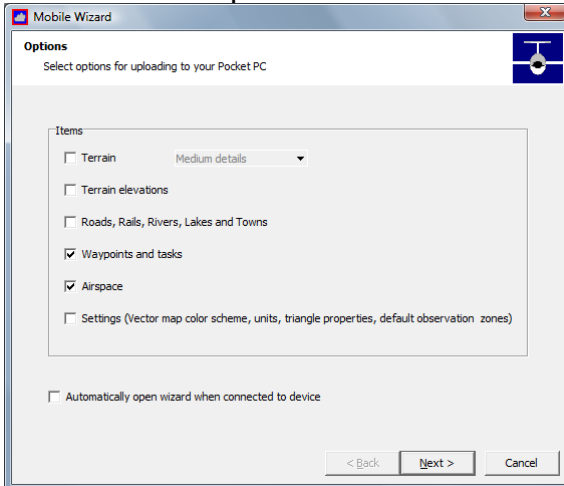 Mobile Wizard
Options
Select options for uploading to your Pocket PC
Items
Terrain Medium details
Terrain elevations
Roads, Rails, Rivers, Lakes and Towns
Waypoints and tasks
Airspace
Settings (Vector map color scheme, units, triangle properties, default observation zones)
Automatically open wizard when connected to device
< Back Next > Cancel